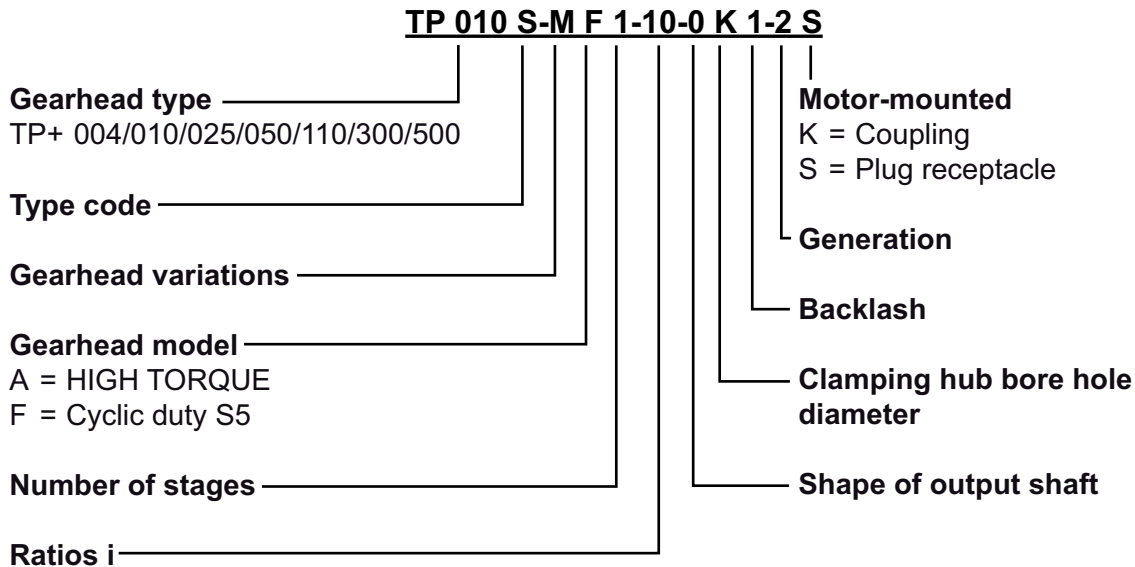 TP 010 S-M F 1-10-0 K 1-2 S
Gearhead type
TP+ 004/010/025/050/110/300/500
Type code
Gearhead variations
Gearhead model
A = HIGH TORQUE
F = Cyclic duty S5
Number of stages
Ratios i
Motor-mounted
K = Coupling
S = Plug receptacle
Generation
Backlash
Clamping hub bore hole
diameter
Shape of output shaft